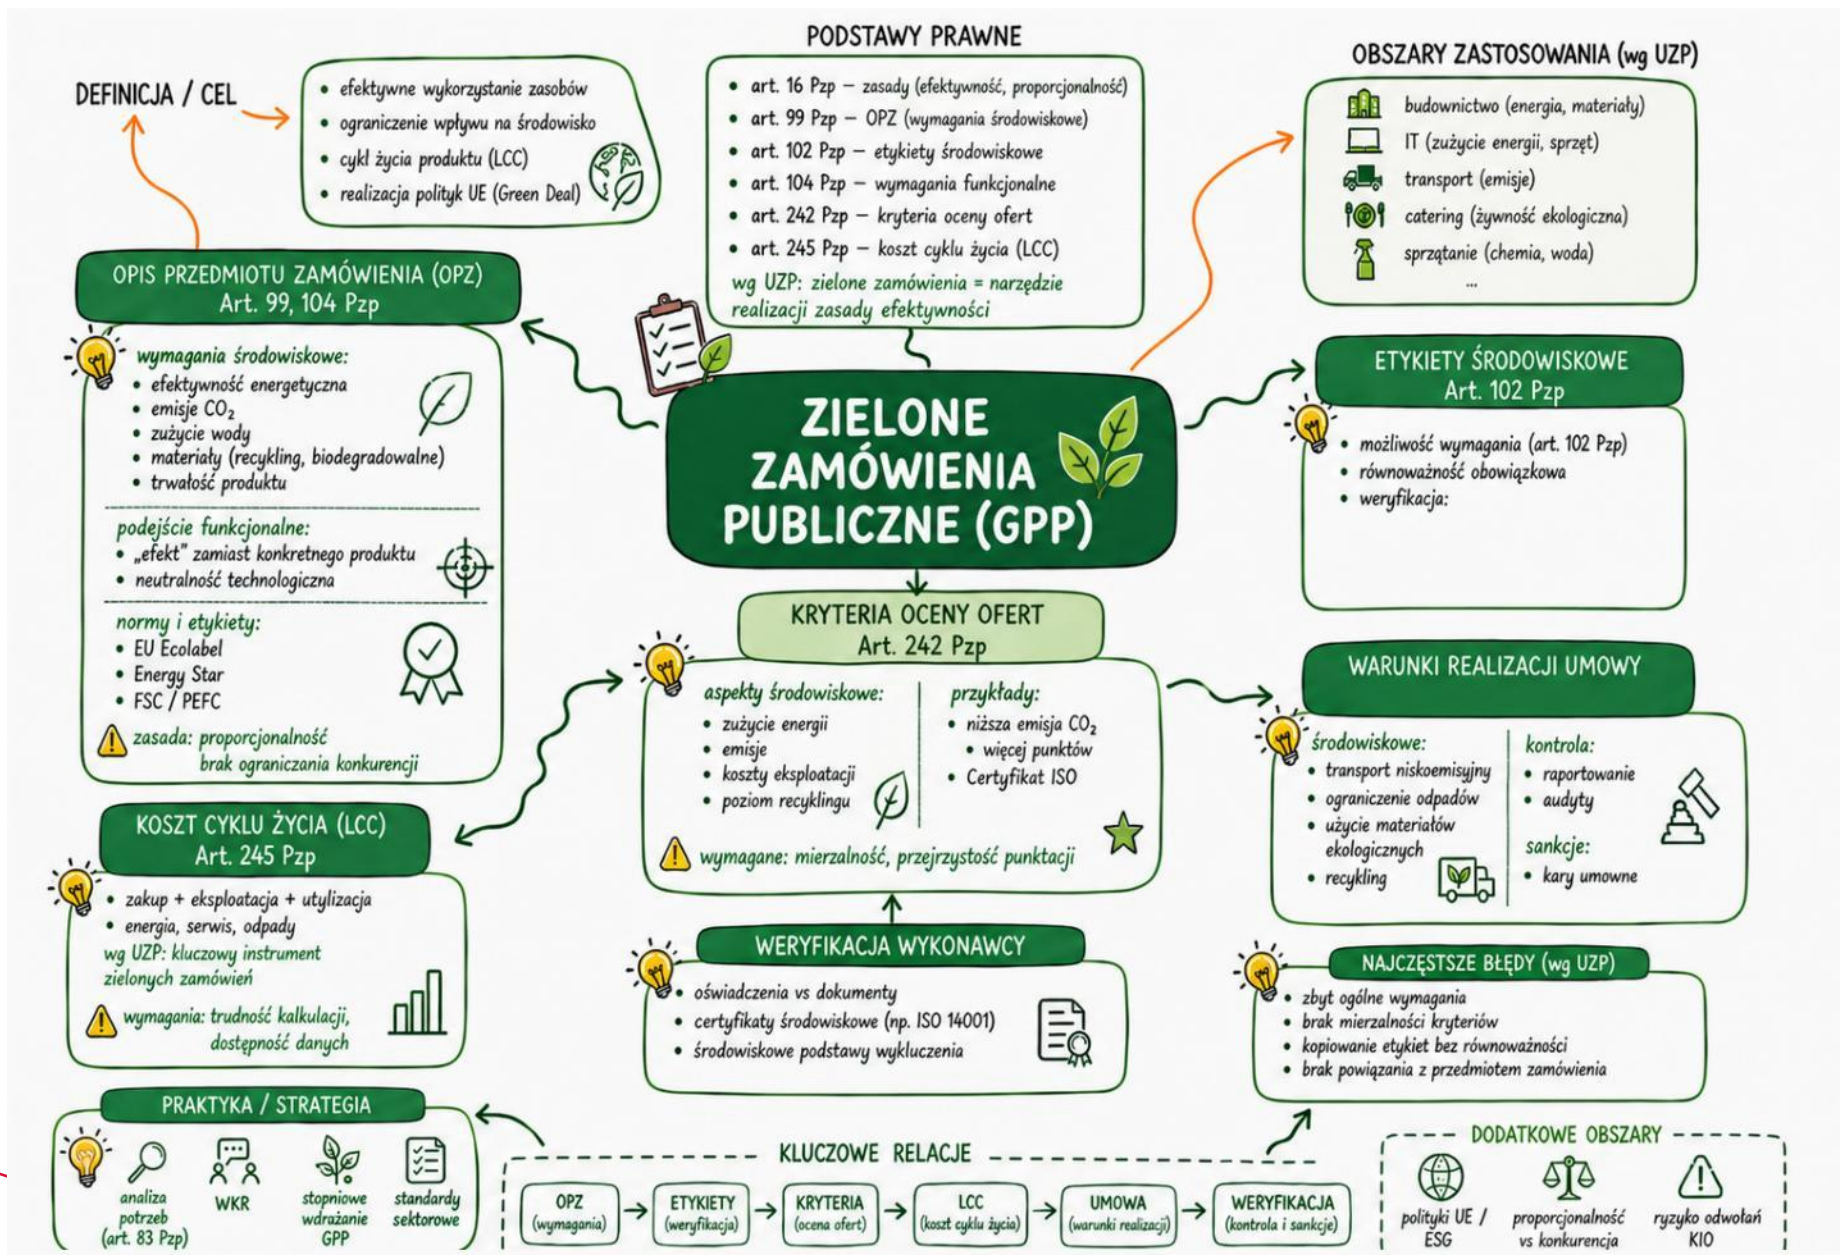 DEFINICJA / CEL
• efektywne wykorzystanie zasobów
• ograniczenie wpływu na środowisko
• cykl życia produktu (LCC)
• realizacja polityk UE (Green Deal)
PODSTAWY PRAWNE
• art. 16 Pzp – zasady (efektywność, proporcjonalność)
• art. 99 Pzp – OPZ (wymagania środowiskowe)
• art. 102 Pzp – etykiety środowiskowe
• art. 104 Pzp – wymagania funkcjonalne
• art. 242 Pzp – kryteria oceny ofert
• art. 245 Pzp – koszt cyklu życia (LCC)
wg UZP: zielone zamówienia = narzędzie
realizacji zasady efektywności
OBSZARY ZASTOSOWANIA (wg UZP)
budownictwo (energia, materiały)
IT (zużycie energii, sprzęt)
transport (emisje)
catering (żywność ekologiczna)
sprzątanie (chemia, woda)
...
OPIS PRZEDMIOTU ZAMÓWIENIA (OPZ)
Art. 99, 104 Pzp
wymagania środowiskowe:
• efektywność energetyczna
• emisje CO₂
• zużycie wody
• materiały (recykling, biodegradowalne)
• trwałość produktu
podejście funkcjonalne:
• „efekt” zamiast konkretnego produktu
• neutralność technologiczna
normy i etykiety:
• EU Ecolabel
• Energy Star
• FSC / PEFC
zasada: proporcjonalność
brak ograniczania konkurencji
ZIELONE
ZAMÓWIENIA
PUBLICZNE (GPP)
ETYKIETY ŚRODOWISKOWE
Art. 102 Pzp
• możliwość wymagania (art. 102 Pzp)
• równoważność obowiązkowa
• weryfikacja:
KRYTERIA OCENY OFERT
Art. 242 Pzp
aspekty środowiskowe:
• zużycie energii
• emisje
• koszty eksploatacji
• poziom recyklingu
przykłady:
• niższa emisja CO₂
• więcej punktów
• Certyfikat ISO
wymagane: mierzalność, przejrzystość punktacji
WARUNKI REALIZACJI UMOWY
środowiskowe:
• transport niskoemisyjny
• ograniczenie odpadów
• użycie materiałów
ekologicznych
• recykling
kontrola:
• raportowanie
• audyty
sankcje:
• kary umowne
KOSZT CYKLU ŻYCIA (LCC)
Art. 245 Pzp
• zakup + eksploatacja + utylizacja
• energia, serwis, odpady
wg UZP: kluczowy instrument
zielonych zamówień
wymagania: trudność kalkulacji,
dostępność danych
WERYFIKACJA WYKONAWCY
• oświadczenia vs dokumenty
• certyfikaty środowiskowe (np. ISO 14001)
• środowiskowe podstawy wykluczenia
NAJCZĘSTSZE BŁĘDY (wg UZP)
• zbyt ogólne wymagania
• brak mierzalności kryteriów
• kopiowanie etykiet bez równoważności
• brak powiązania z przedmiotem zamówienia
PRAKTYKA / STRATEGIA
analiza
potrzeb
(art. 83 Pzp)
WKR
stopniowe
wdrażanie
GPP
standardy
sektorowe
KLUCZOWE RELACJE
OPZ
(wymagania)
ETYKIETY
(weryfikacja)
KRYTERIA
(ocena ofert)
LCC
(koszt cyklu życia)
UMOWA
(warunki realizacji)
WERYFIKACJA
(kontrola i sankcje)
DODATKOWE OBSZARY
polityki UE /
ESG
proporcjonalność
vs konkurencja
ryzyko odwołań
KIO